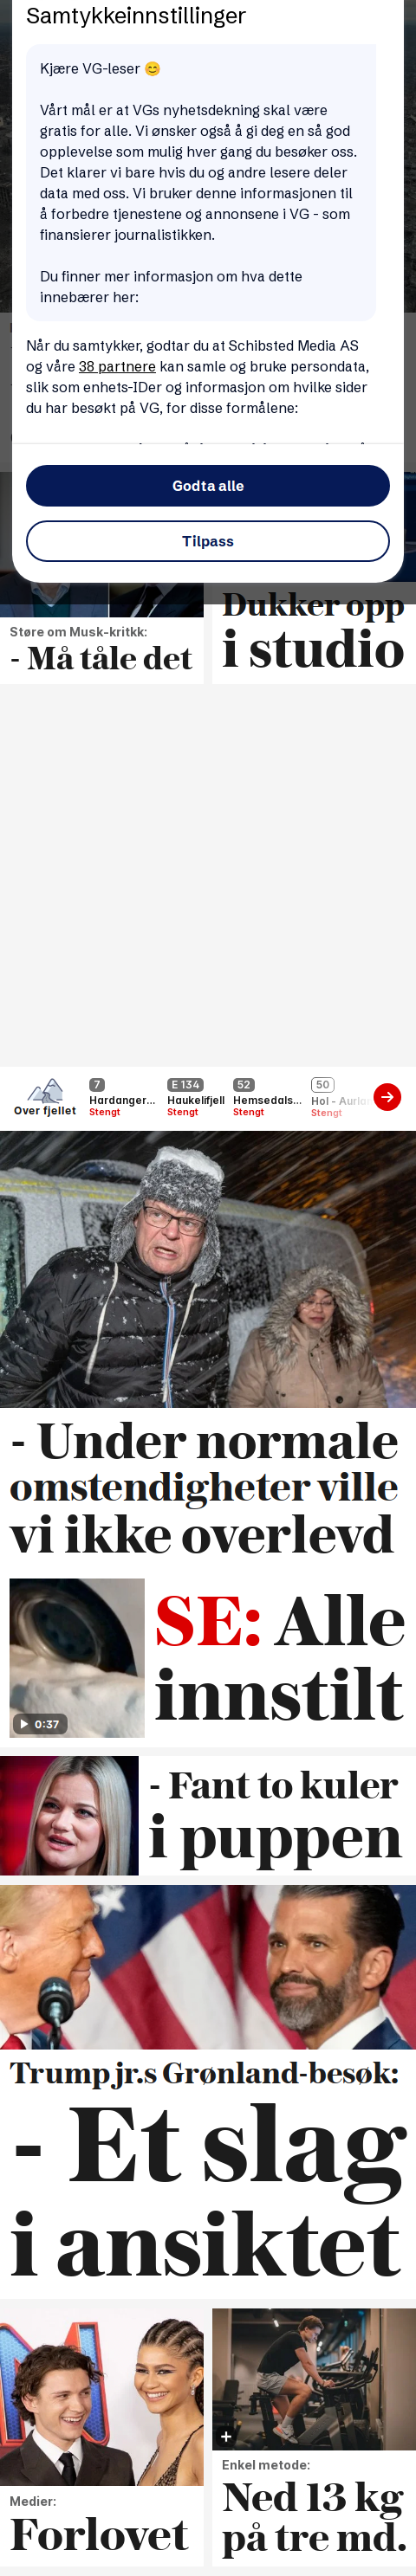 Samtykkeinnstillinger
Kjære VG-leser 😊
Vårt mål er at VGs nyhetsdekning skal være
gratis for alle. Vi ønsker også å gi deg en så god
opplevelse som mulig hver gang du besøker oss.
Det klarer vi bare hvis du og andre lesere deler
data med oss. Vi bruker denne informasjonen til
å forbedre tjenestene og annonsene i VG - som
finansierer journalistikken.
Du finner mer informasjon om hva dette
innebærer her:
Når du samtykker, godtar du at Schibsted Media AS
og våre 38 partnere kan samle og bruke persondata,
slik som enhets-IDer og informasjon om hvilke sider
du har besøkt på VG, for disse formålene:
Godta alle
Tilpass
Støre om Musk-kritkk:
- Må tåle det
Dukker opp
i studio
Over fjellet
7
Hardanger...
Stengt
E 134
Haukelifjell
Stengt
52
Hemsedals...
Stengt
50
Hol - Aurla
Stengt
- Under normale
omstendigheter ville
vi ikke overlevd
0:37
SE: Alle
innstilt
- Fant to kuler
i puppen
Trump jr.s Grønland-besøk:
- Et slag
i ansiktet
Medier:
Forlovet
Enkel metode:
Ned 13 kg
på tre md.